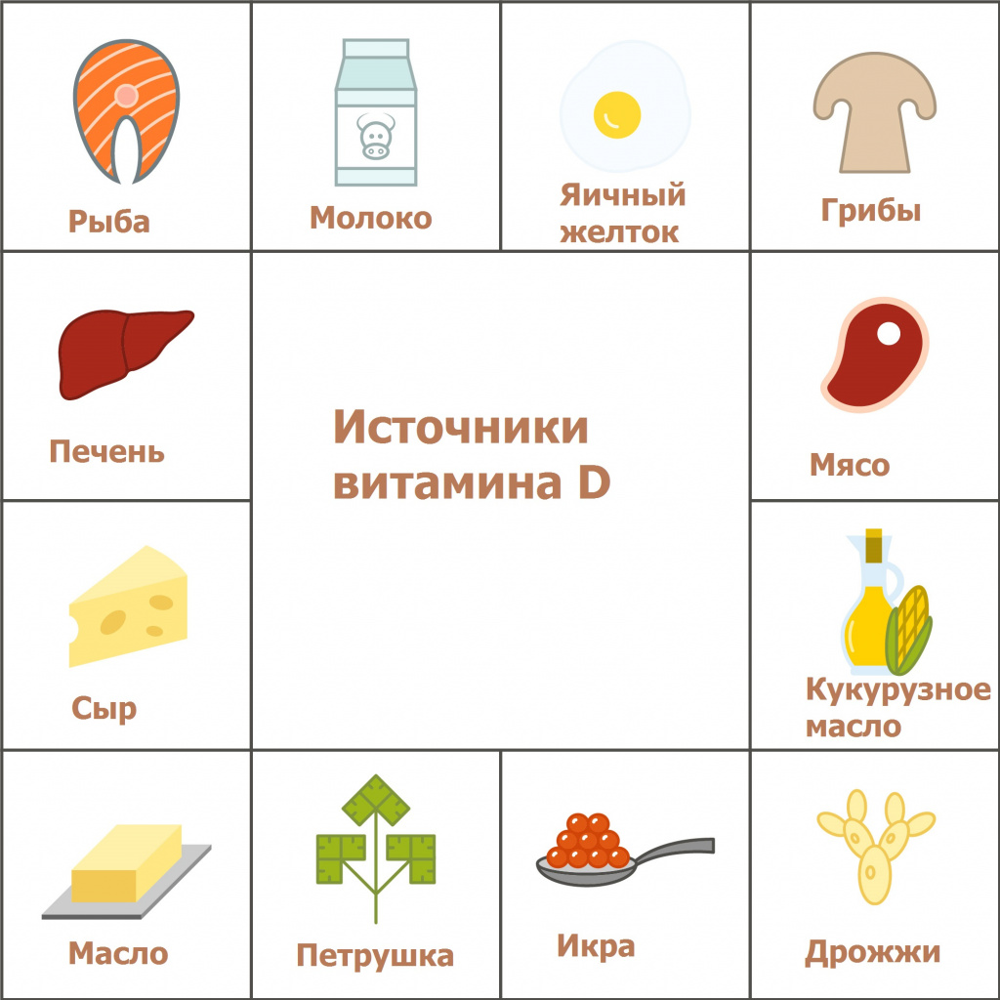 Рыба
Молоко
Яичный
желток
Грибы
Печень
Источники
витамина D
Мясо
Сыр
Кукурузное
масло
Масло
Петрушка
Икра
Дрожжи